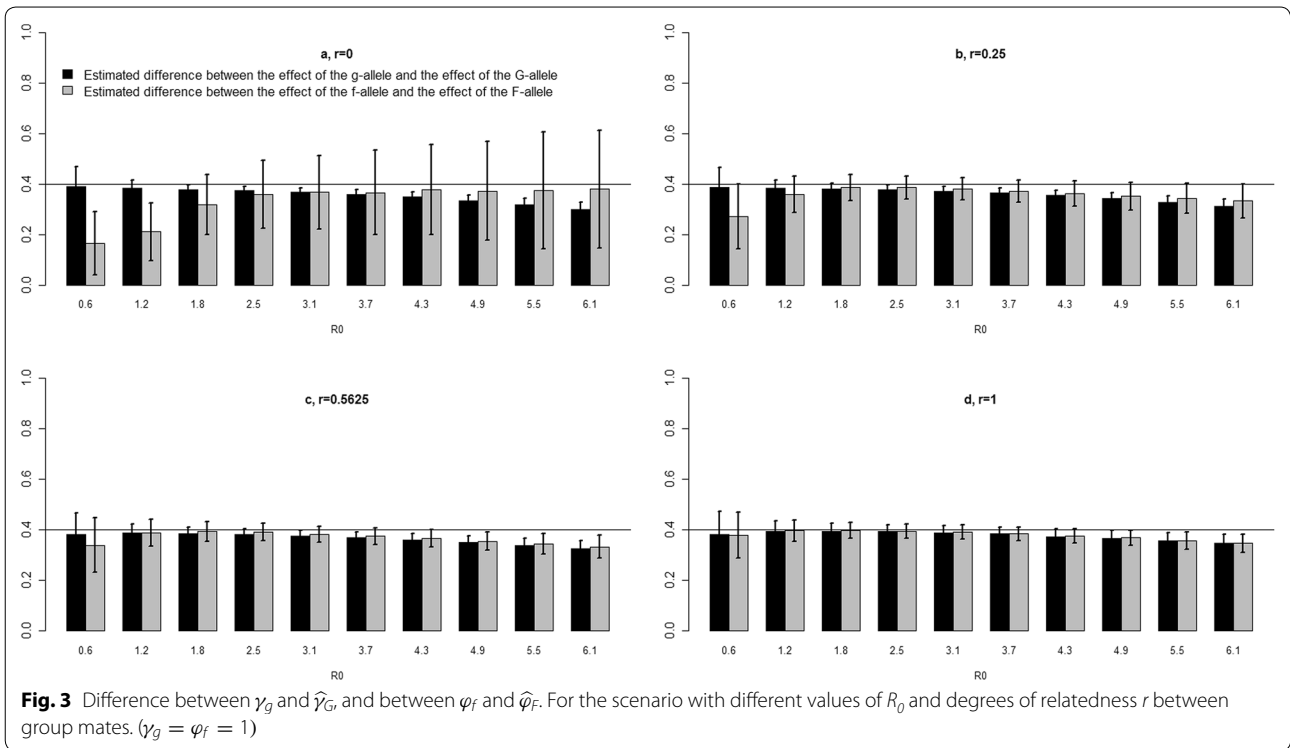 a, r=0
Estimated difference between the effect of the g-allele and the effect of the G-allele
Estimated difference between the effect of the f-allele and the effect of the F-allele
0.0 0.2 0.4 0.6 0.8 1.0
0.6 1.2 1.8 2.5 3.1 3.7 4.3 4.9 5.5 6.1
R0
b, r=0.25
0.0 0.2 0.4 0.6 0.8 1.0
0.6 1.2 1.8 2.5 3.1 3.7 4.3 4.9 5.5 6.1
R0
c, r=0.5625
0.0 0.2 0.4 0.6 0.8 1.0
0.6 1.2 1.8 2.5 3.1 3.7 4.3 4.9 5.5 6.1
R0
d, r=1
0.0 0.2 0.4 0.6 0.8 1.0
0.6 1.2 1.8 2.5 3.1 3.7 4.3 4.9 5.5 6.1
R0
Fig. 3 Difference between γ_g and γ̂_G, and between φ_f and φ̂_F. For the scenario with different values of R_0 and degrees of relatedness r between
group mates. (γ_g = φ_f = 1)